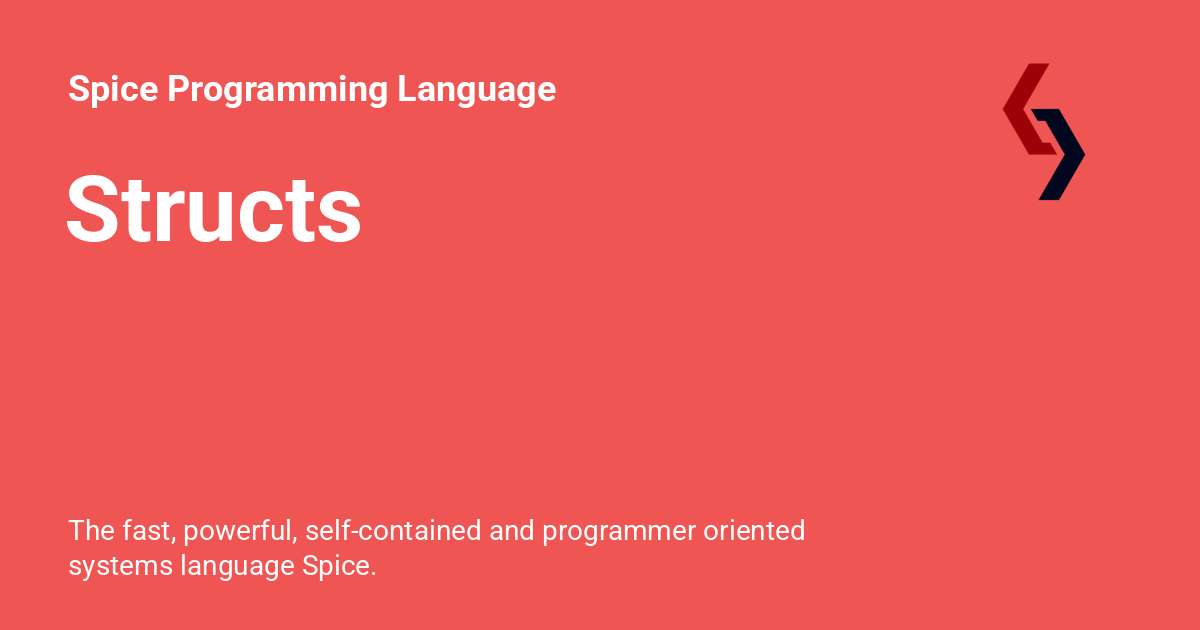 Spice Programming Language
Structs
The fast, powerful, self-contained and programmer oriented
systems language Spice.